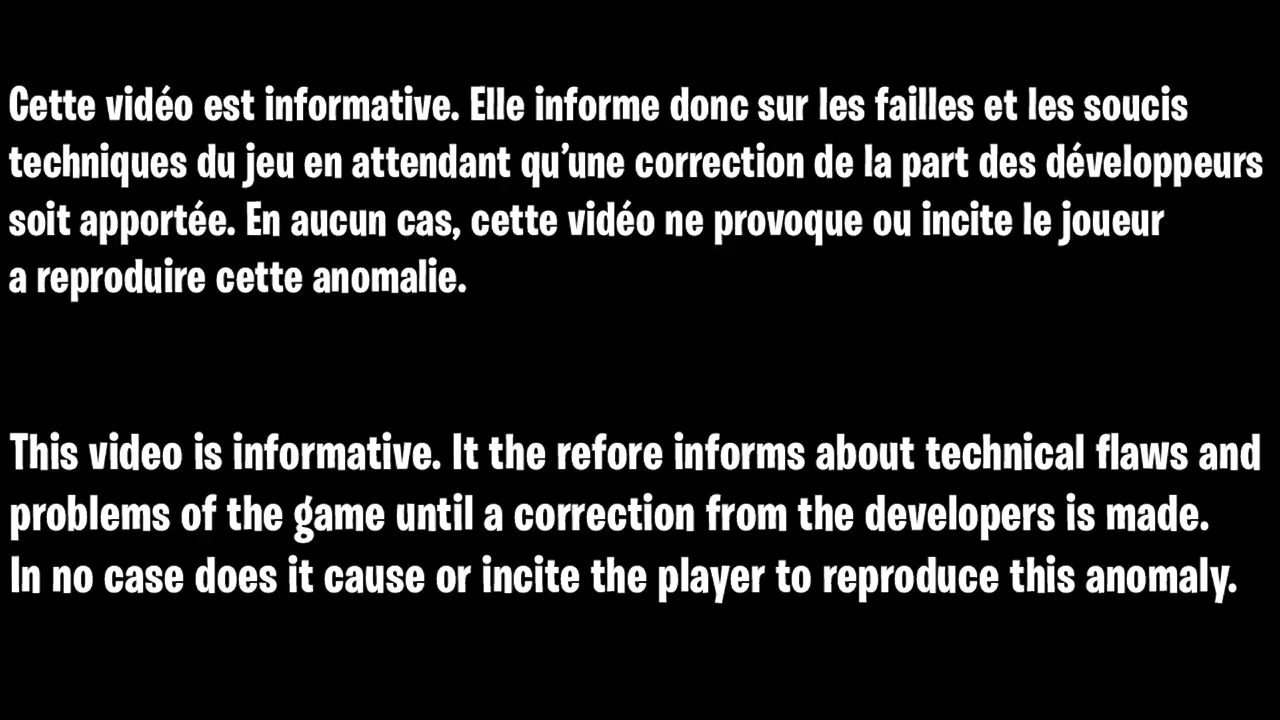 Cette vidéo est informative. Elle informe donc sur les failles et les soucis
techniques du jeu en attendant qu’une correction de la part des développeurs
soit apportée. En aucun cas, cette vidéo ne provoque ou incite le joueur
a reproduire cette anomalie.
This video is informative. It the refore informs about technical flaws and
problems of the game until a correction from the developers is made.
In no case does it cause or incite the player to reproduce this anomaly.